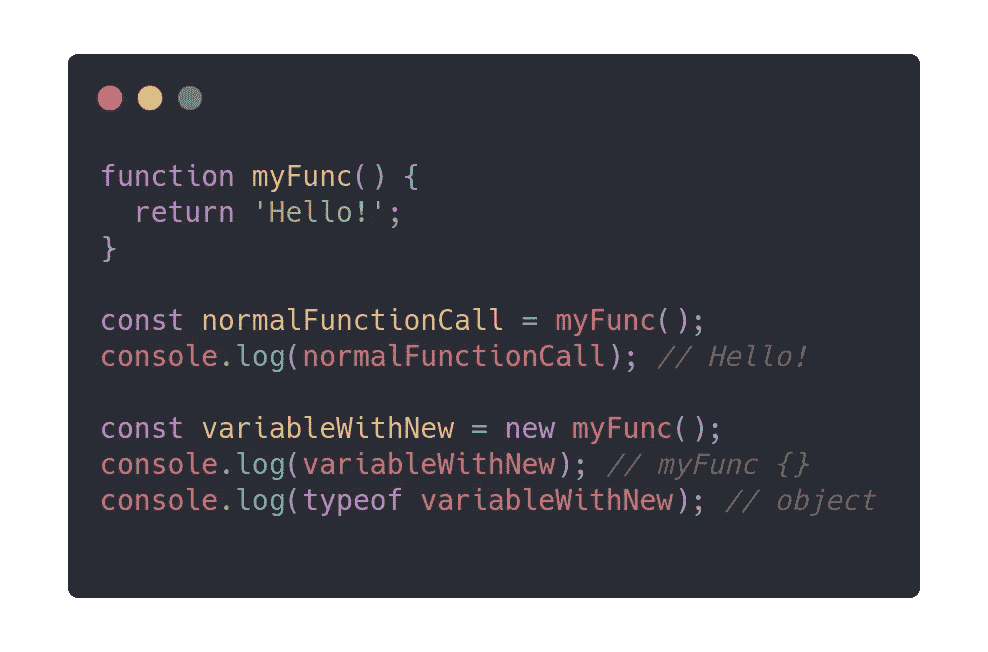 function myFunc() {
  return 'Hello!';
}
const normalFunctionCall = myFunc();
console.log(normalFunctionCall); // Hello!
const variableWithNew = new myFunc();
console.log(variableWithNew); // myFunc {}
console.log(typeof variableWithNew); // object